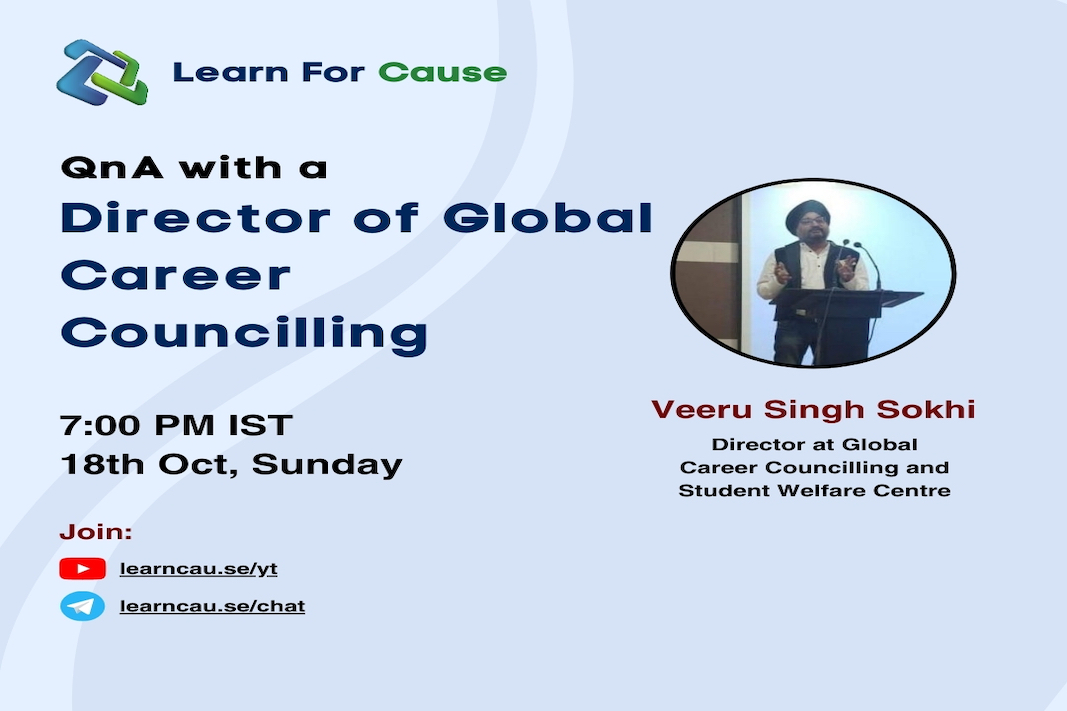 Learn For Cause
QnA with a
Director of Global
Career
Councilling
7:00 PM IST
18th Oct, Sunday
Join:
learncau.se/yt
learncau.se/chat
Veeru Singh Sokhi
Director at Global
Career Councilling and
Student Welfare Centre